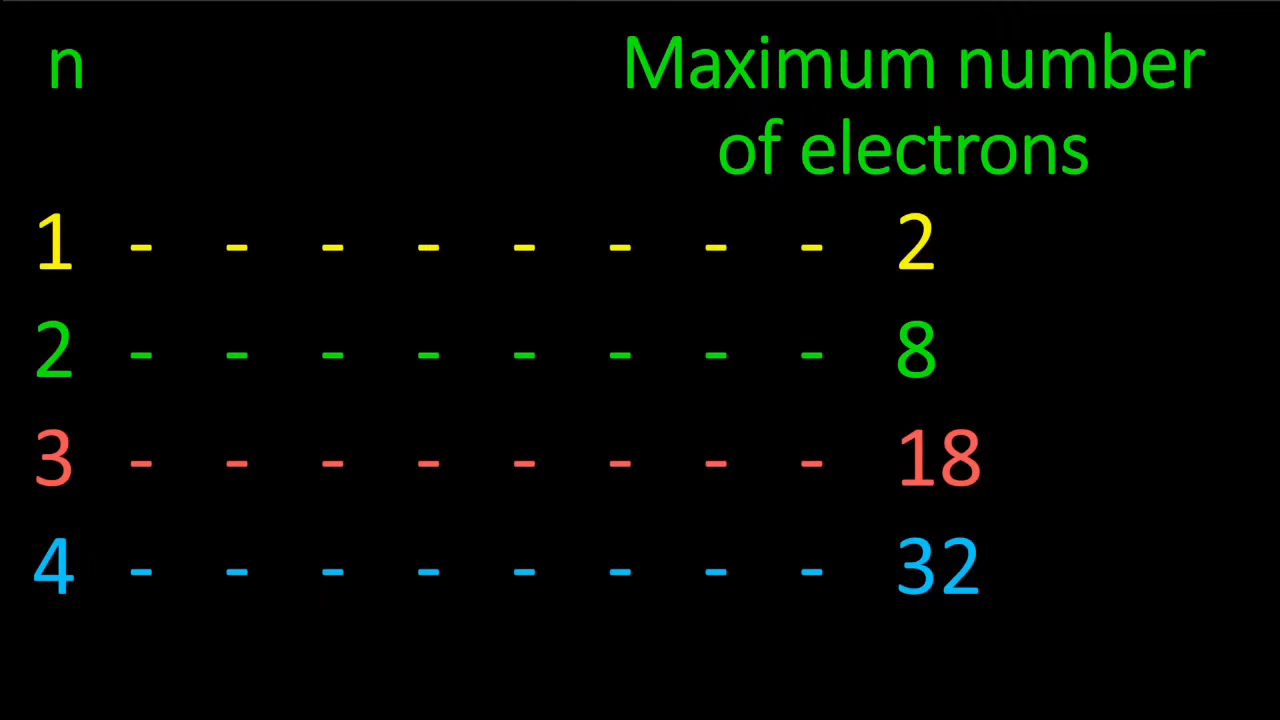 n Maximum number
of electrons
1 - - - - - - - - 2
2 - - - - - - - - 8
3 - - - - - - - - 18
4 - - - - - - - - 32